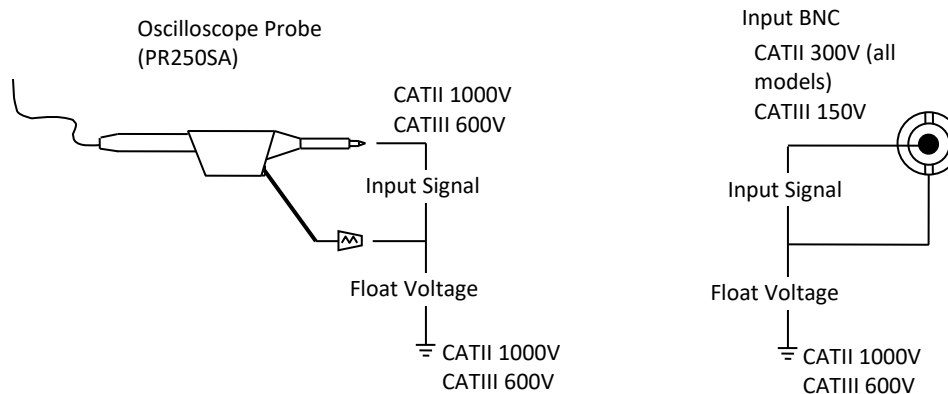 Oscilloscope Probe
(PR250SA)
CATII 1000V
CATIII 600V
Input Signal
Float Voltage
CATII 1000V
CATIII 600V
Input BNC
CATII 300V (all
models)
CATIII 150V
Input Signal
Float Voltage
CATII 1000V
CATIII 600V